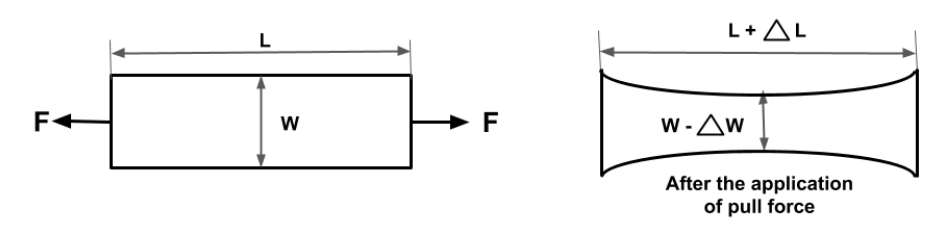 L
F
W
F
L + △ L
W - △W
After the application
of pull force